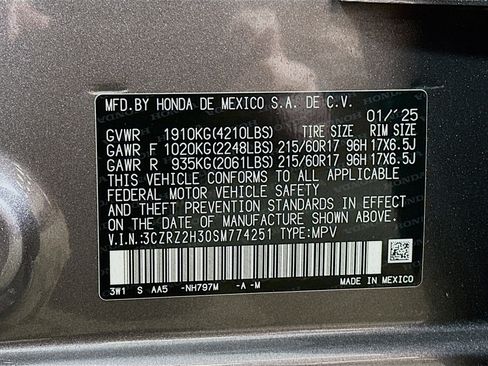 MFD.BY HONDA DE MEXICO S.A. DE C.V.
01/'25
GVWR 1910KG(4210LBS) TIRE SIZE RIM SIZE
GAWR F 1020KG(2248LBS) 215/60R17 96H 17X6.5J
GAWR R 935KG(2061LBS) 215/60R17 96H 17X6.5J
THIS VEHICLE CONFORMS TO ALL APPLICABLE
FEDERAL MOTOR VEHICLE SAFETY
AND THEFT PREVENTION STANDARDS IN EFFECT
ON THE DATE OF MANUFACTURE SHOWN ABOVE.
V.I.N.:3CZRZ2H30SM774251 TYPE:MPV
3W1 S AA5 -NH797M -A -M
MADE IN MEXICO